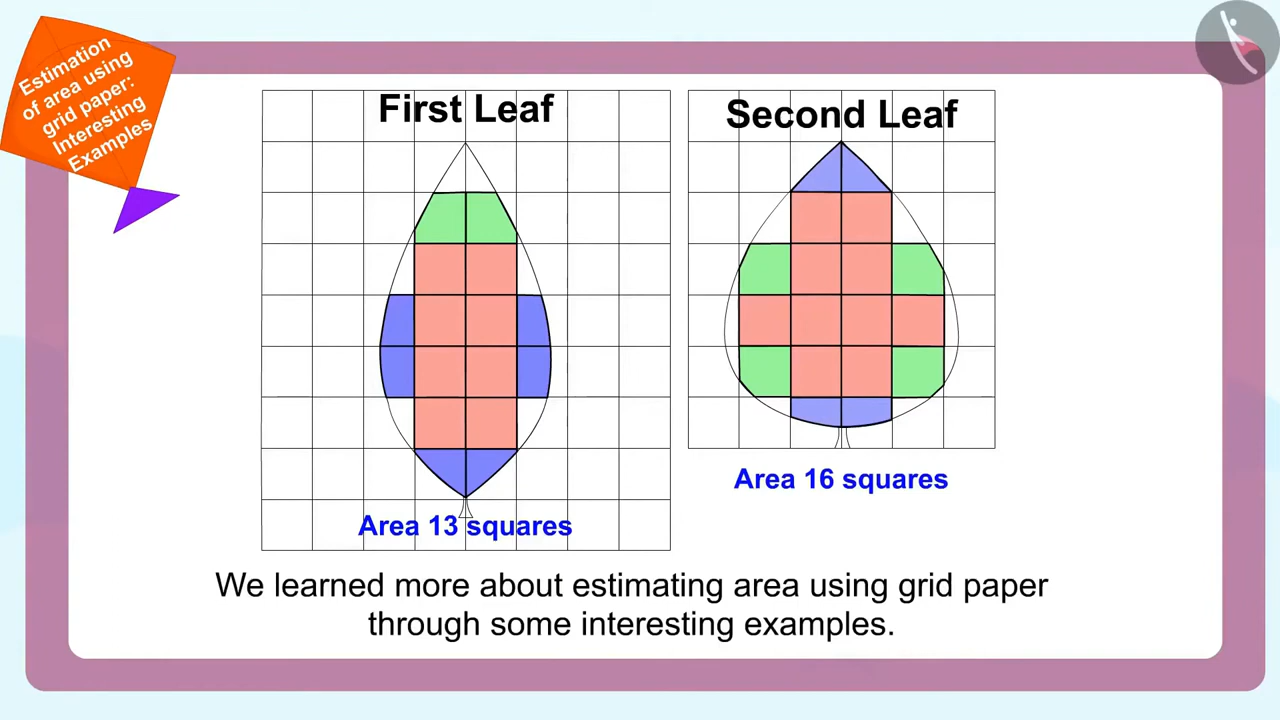 Estimation
of area using
grid paper:
Interesting
Examples
First Leaf
Second Leaf
Area 13 squares
Area 16 squares
We learned more about estimating area using grid paper
through some interesting examples.